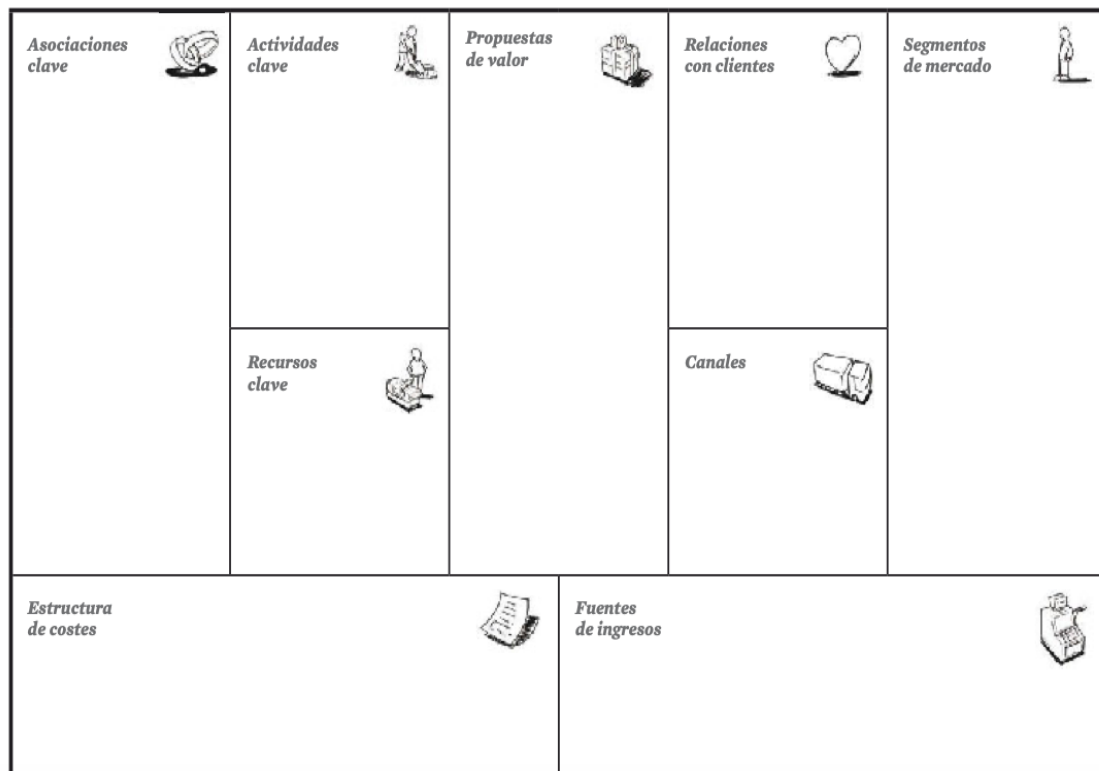 Asociaciones
clave
Actividades
clave
Propuestas
de valor
Relaciones
con clientes
Segmentos
de mercado
Recursos
clave
Canales
Estructura
de costes
Fuentes
de ingresos